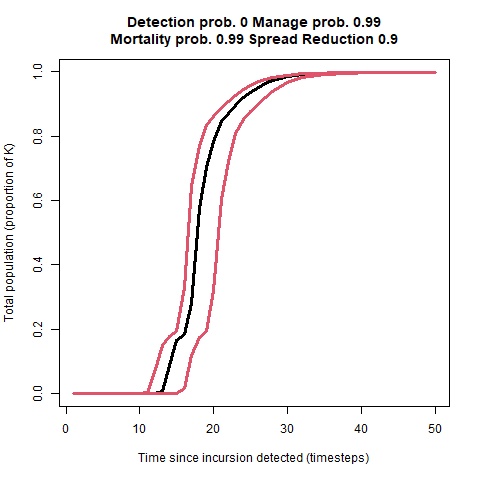 Detection prob. 0 Manage prob. 0.99
Mortality prob. 0.99 Spread Reduction 0.9
Total population (proportion of K)
1.0
0.8
0.6
0.4
0.2
0.0
0 10 20 30 40 50
Time since incursion detected (timesteps)